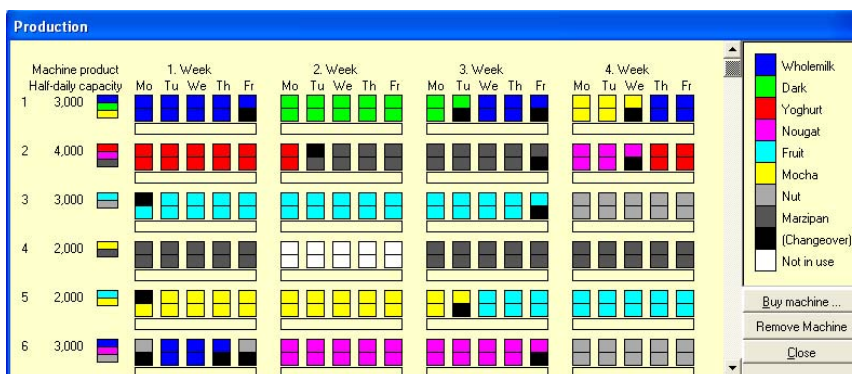 Production
Machine product
Half-daily capacity
1. Week
Mo Tu We Th Fr
2. Week
Mo Tu We Th Fr
3. Week
Mo Tu We Th Fr
4. Week
Mo Tu We Th Fr
1 3,000
2 4,000
3 3,000
4 2,000
5 2,000
6 3,000
Wholemilk
Dark
Yoghurt
Nougat
Fruit
Mocha
Nut
Marzipan
(Changeover)
Not in use
Buy machine ...
Remove Machine
Close